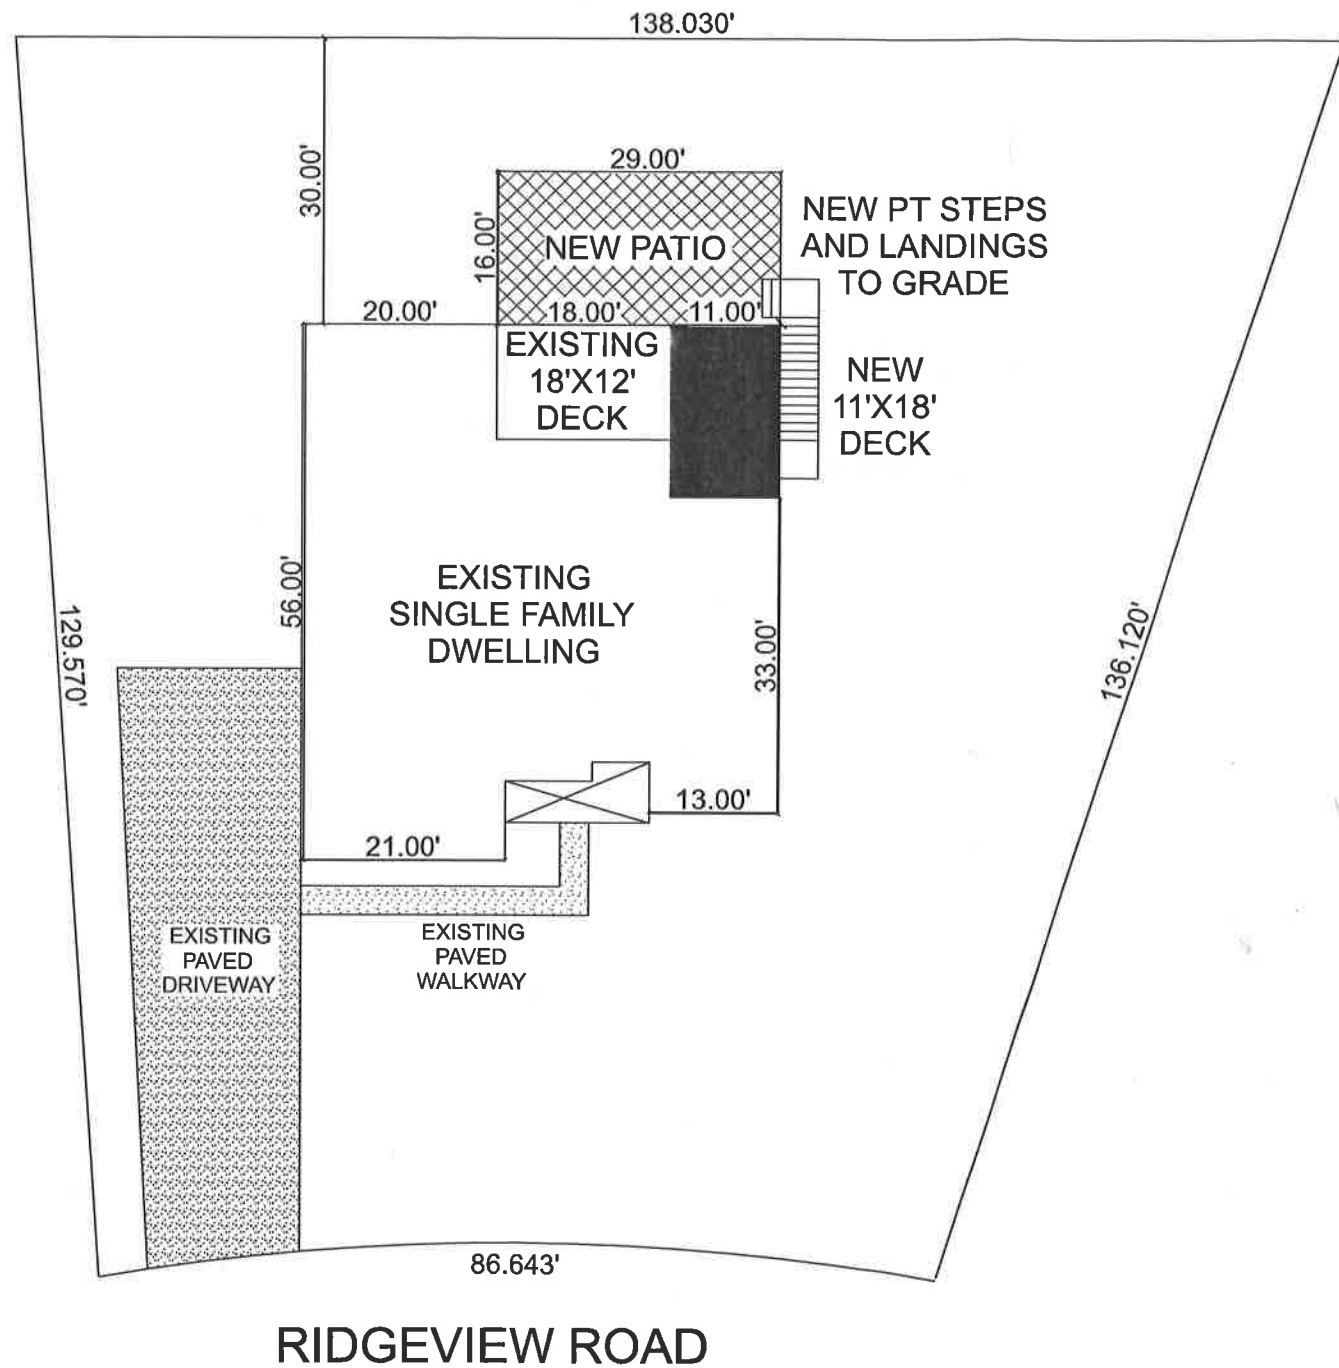 138.030'
30.00'
29.00'
16.00'
NEW PATIO
NEW PT STEPS
AND LANDINGS
TO GRADE
20.00'
18.00'
11.00'
EXISTING
18'X12'
DECK
NEW
11'X18'
DECK
56.00'
EXISTING
SINGLE FAMILY
DWELLING
33.00'
129.570'
136.120'
13.00'
21.00'
EXISTING
PAVED
DRIVEWAY
EXISTING
PAVED
WALKWAY
86.643'
RIDGEVIEW ROAD